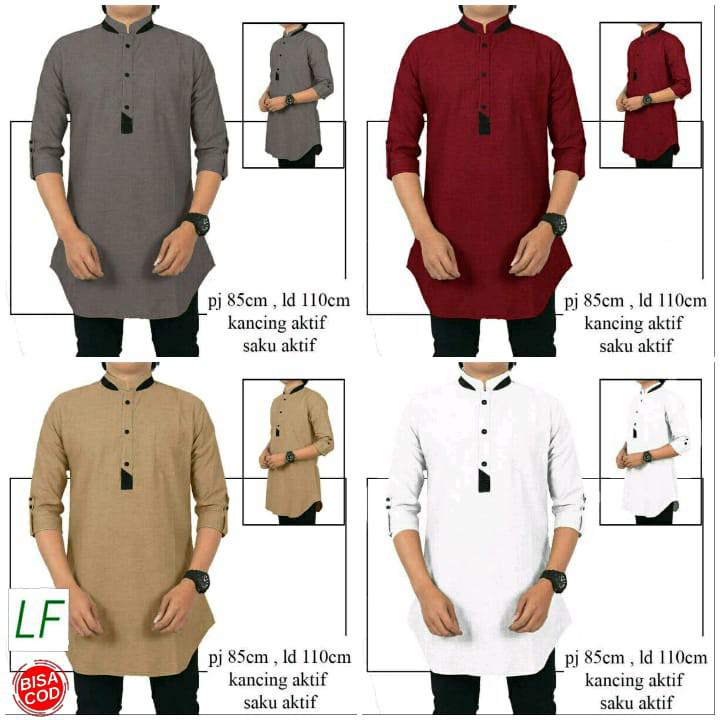 pj 85cm , ld 110cm
kancing aktif
saku aktif
pj 85cm , ld 110cm
kancing aktif
saku aktif
LF
BISA
COD
pj 85cm , ld 110cm
kancing aktif
saku aktif
pj 85cm , ld 110cm
kancing aktif
saku aktif